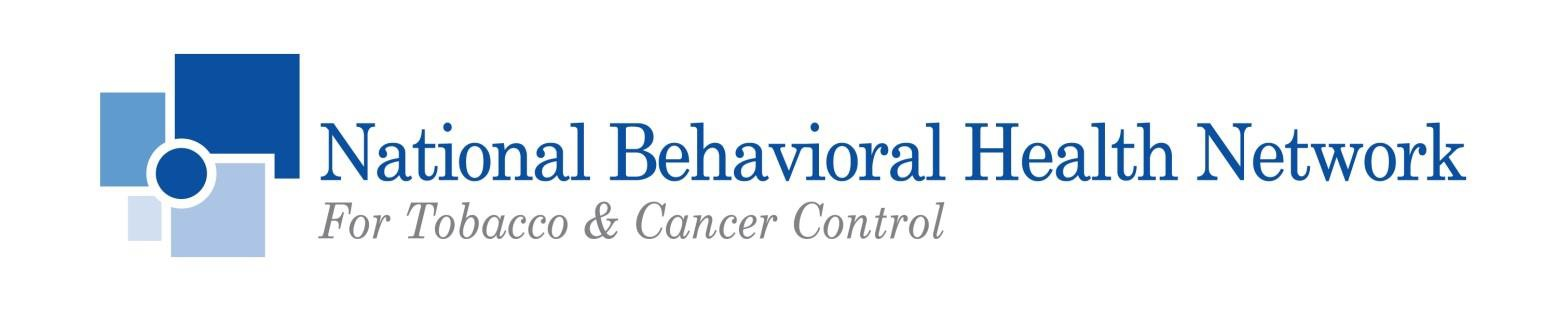 National Behavioral Health Network
For Tobacco & Cancer Control